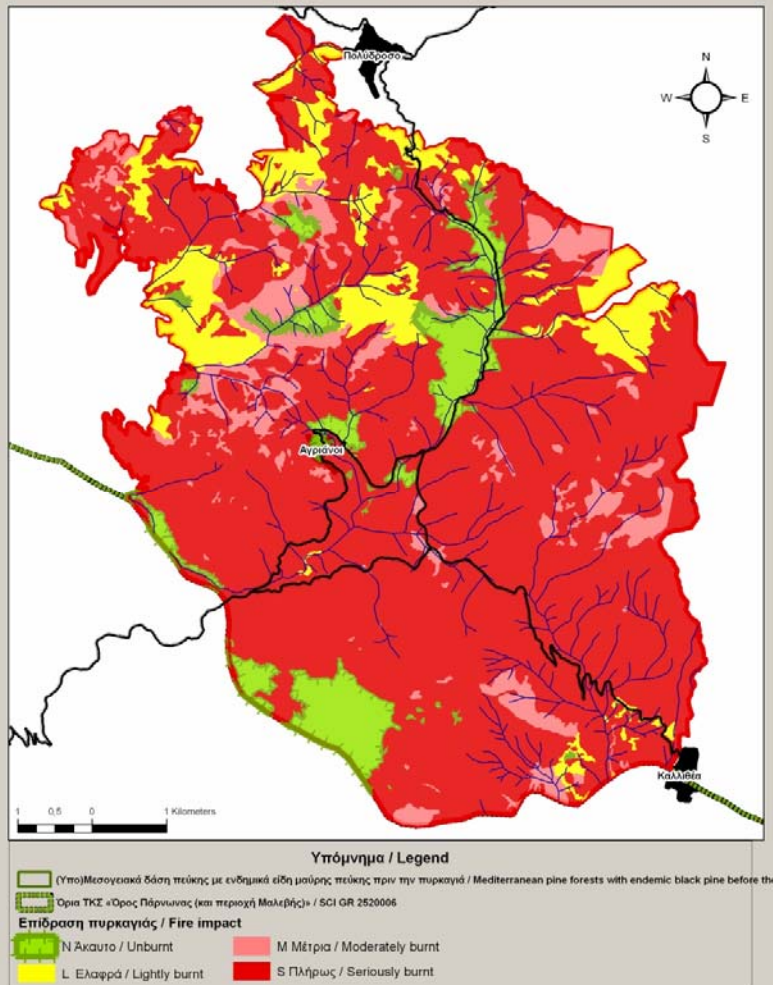 Πολύδροσο
N
W E
S
Αγριάνοι
Καλλιθέα
1 0,5 0 1 Kilometers
Υπόμνημα / Legend
(Υπο)Μεσογειακά δάση πεύκης με ενδημικά είδη μαύρης πεύκης πριν την πυρκαγιά / Mediterranean pine forests with endemic black pine before the
Όρια ΤΚΣ «Όρος Πάρνωνας (και περιοχή Μαλεβής)» / SCI GR 2520006
Επίδραση πυρκαγιάς / Fire impact
N Άκαυτο / Unburnt
M Μέτρια / Moderately burnt
L Ελαφρά / Lightly burnt
S Πλήρως / Seriously burnt